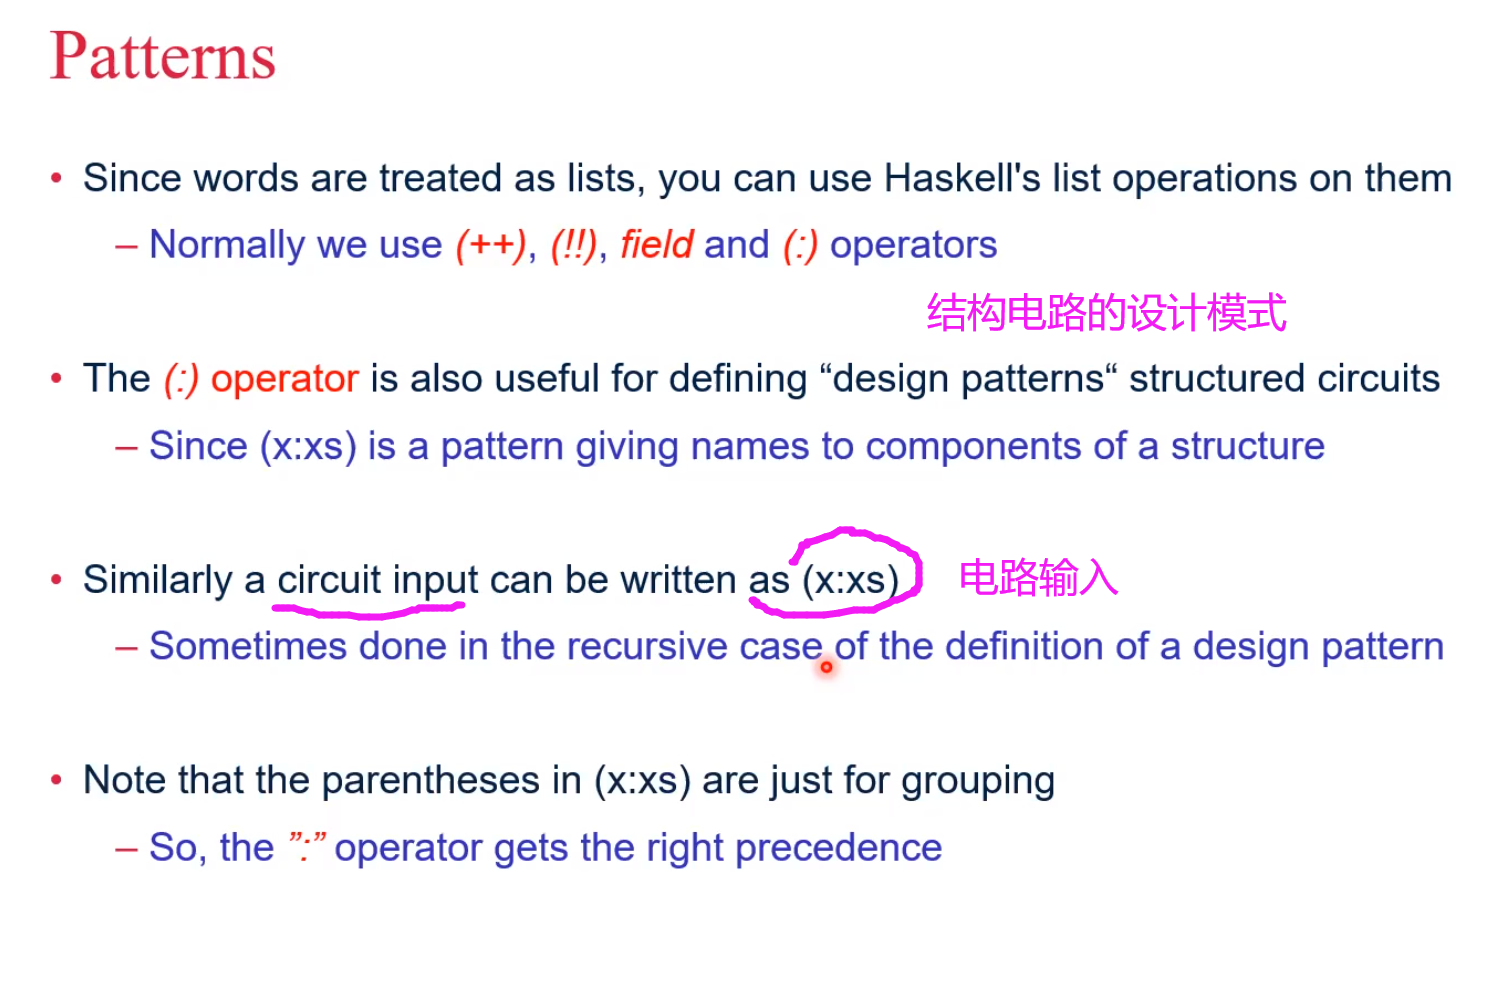 Patterns
• Since words are treated as lists, you can use Haskell's list operations on them
– Normally we use (++), (!!), field and (:) operators
结构电路的设计模式
• The (:) operator is also useful for defining “design patterns“ structured circuits
– Since (x:xs) is a pattern giving names to components of a structure
• Similarly a circuit input can be written as (x:xs) 电路输入
– Sometimes done in the recursive case of the definition of a design pattern
• Note that the parentheses in (x:xs) are just for grouping
– So, the ”:” operator gets the right precedence